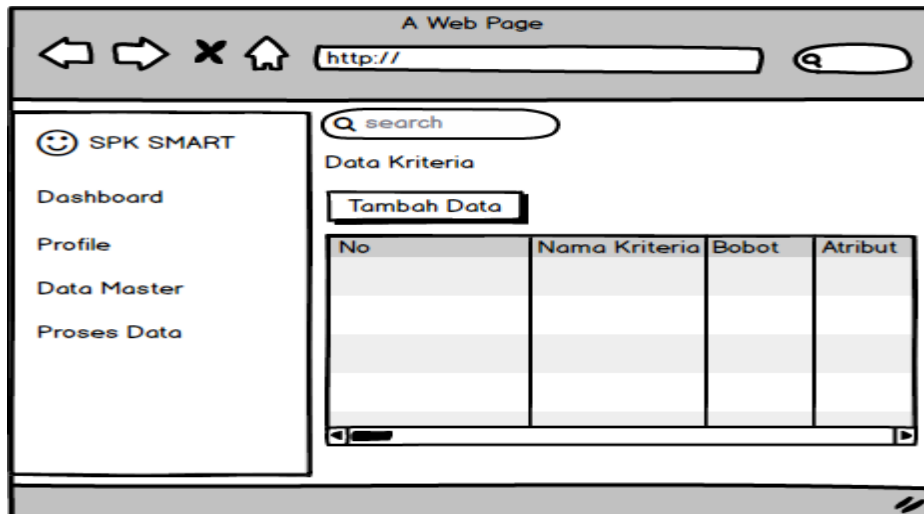 A Web Page
http://
SPK SMART
Dashboard
Profile
Data Master
Proses Data
search
Data Kriteria
Tambah Data
No Nama Kriteria Bobot Atribut